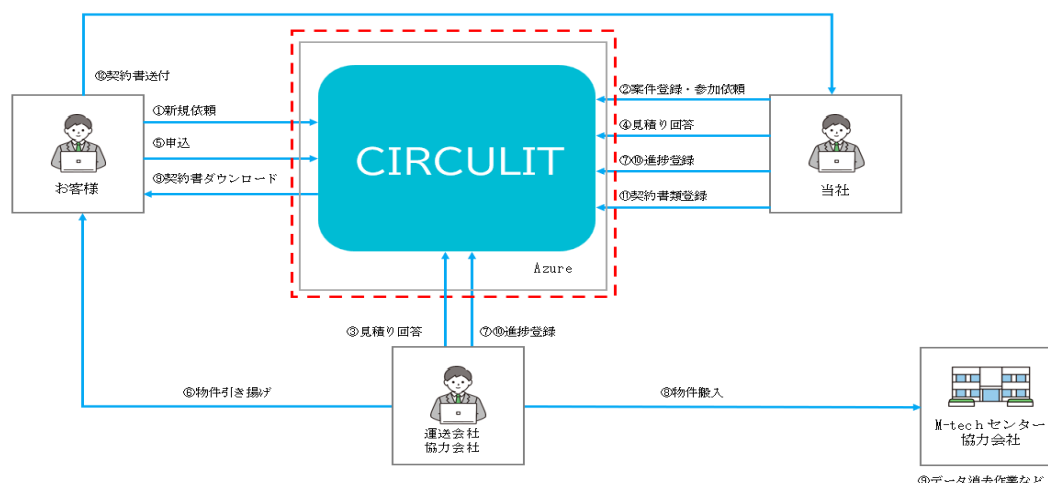 ⑫契約書送付
①新規依頼
⑤申込
⑨契約書ダウンロード
お客様
CIRCULIT
Azure
②案件登録・参加依頼
④見積り回答
⑦⑩進捗登録
⑪契約書類登録
当社
③見積り回答
⑦⑩進捗登録
⑥物件引き揚げ
運送会社
協力会社
⑧物件搬入
M-techセンター
協力会社
⑨データ消去作業など